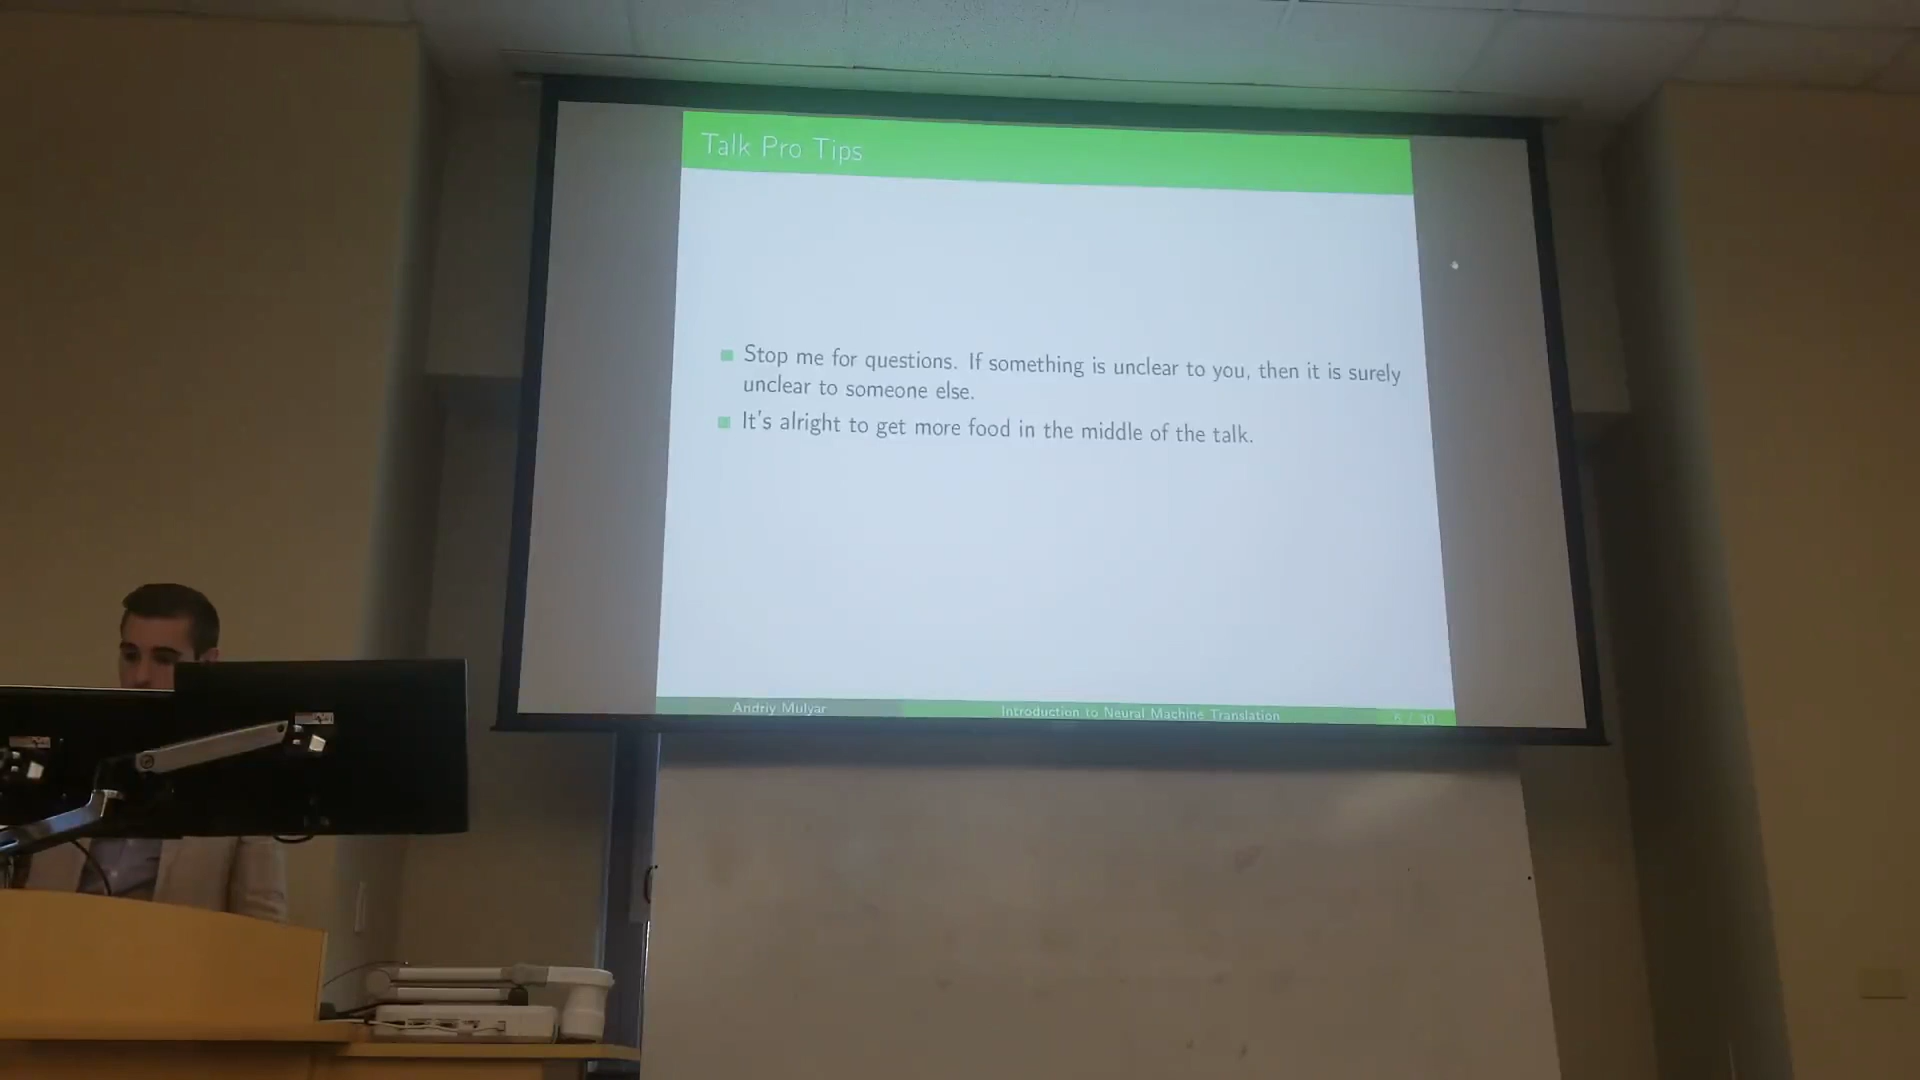 Talk Pro Tips
Stop me for questions. If something is unclear to you, then it is surely
unclear to someone else.
It's alright to get more food in the middle of the talk.
Andriy Mulyar
Introduction to Neural Machine Translation